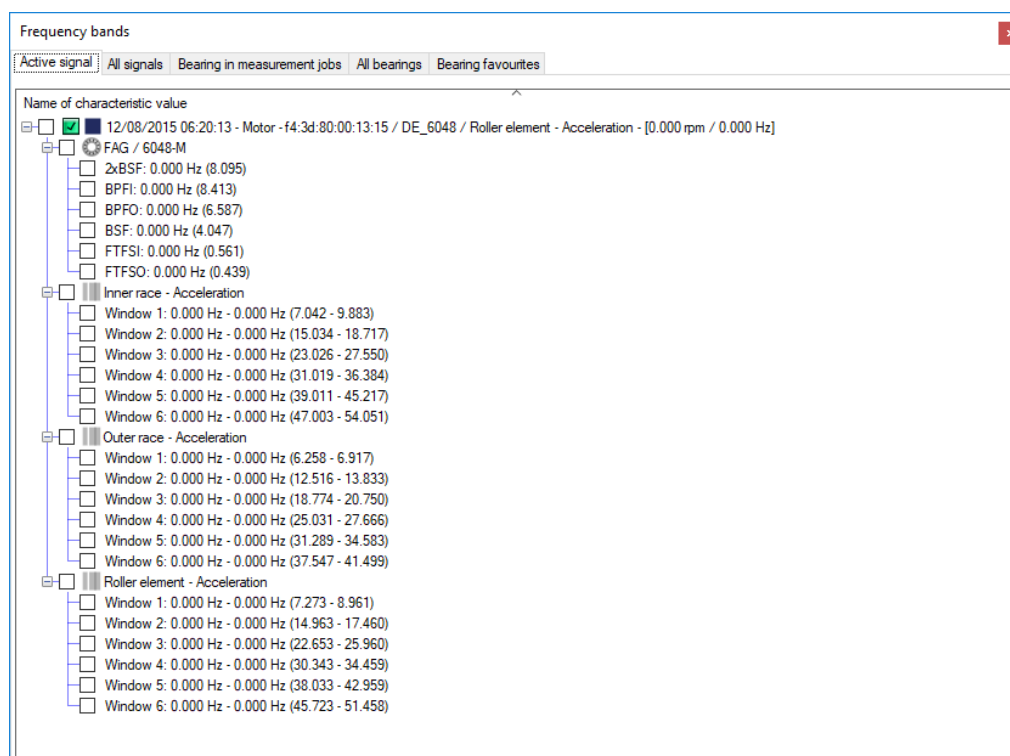 Frequency bands
Active signal All signals Bearing in measurement jobs All bearings Bearing favourites
Name of characteristic value
12/08/2015 06:20:13 - Motor - f4:3d:80:00:13:15 / DE_6048 / Roller element - Acceleration - [0.000 rpm / 0.000 Hz]
FAG / 6048-M
2xBSF: 0.000 Hz (8.095)
BPFI: 0.000 Hz (8.413)
BPFO: 0.000 Hz (6.587)
BSF: 0.000 Hz (4.047)
FTFSI: 0.000 Hz (0.561)
FTFSO: 0.000 Hz (0.439)
Inner race - Acceleration
Window 1: 0.000 Hz - 0.000 Hz (7.042 - 9.883)
Window 2: 0.000 Hz - 0.000 Hz (15.034 - 18.717)
Window 3: 0.000 Hz - 0.000 Hz (23.026 - 27.550)
Window 4: 0.000 Hz - 0.000 Hz (31.019 - 36.384)
Window 5: 0.000 Hz - 0.000 Hz (39.011 - 45.217)
Window 6: 0.000 Hz - 0.000 Hz (47.003 - 54.051)
Outer race - Acceleration
Window 1: 0.000 Hz - 0.000 Hz (6.258 - 6.917)
Window 2: 0.000 Hz - 0.000 Hz (12.516 - 13.833)
Window 3: 0.000 Hz - 0.000 Hz (18.774 - 20.750)
Window 4: 0.000 Hz - 0.000 Hz (25.031 - 27.666)
Window 5: 0.000 Hz - 0.000 Hz (31.289 - 34.583)
Window 6: 0.000 Hz - 0.000 Hz (37.547 - 41.499)
Roller element - Acceleration
Window 1: 0.000 Hz - 0.000 Hz (7.273 - 8.961)
Window 2: 0.000 Hz - 0.000 Hz (14.963 - 17.460)
Window 3: 0.000 Hz - 0.000 Hz (22.653 - 25.960)
Window 4: 0.000 Hz - 0.000 Hz (30.343 - 34.459)
Window 5: 0.000 Hz - 0.000 Hz (38.033 - 42.959)
Window 6: 0.000 Hz - 0.000 Hz (45.723 - 51.458)